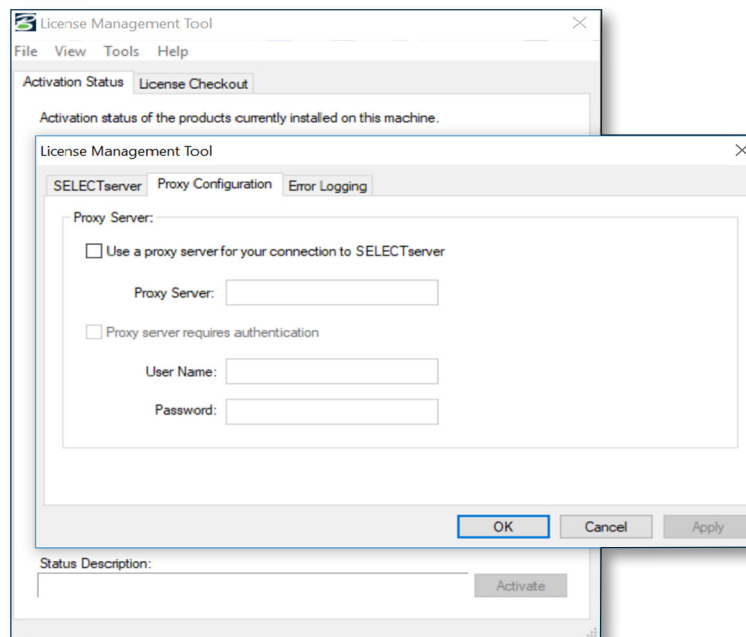 License Management Tool
File View Tools Help
Activation Status License Checkout
Activation status of the products currently installed on this machine.
License Management Tool
SELECTserver Proxy Configuration Error Logging
Proxy Server:
Use a proxy server for your connection to SELECTserver
Proxy Server:
Proxy server requires authentication
User Name:
Password:
OK Cancel Apply
Status Description:
Activate